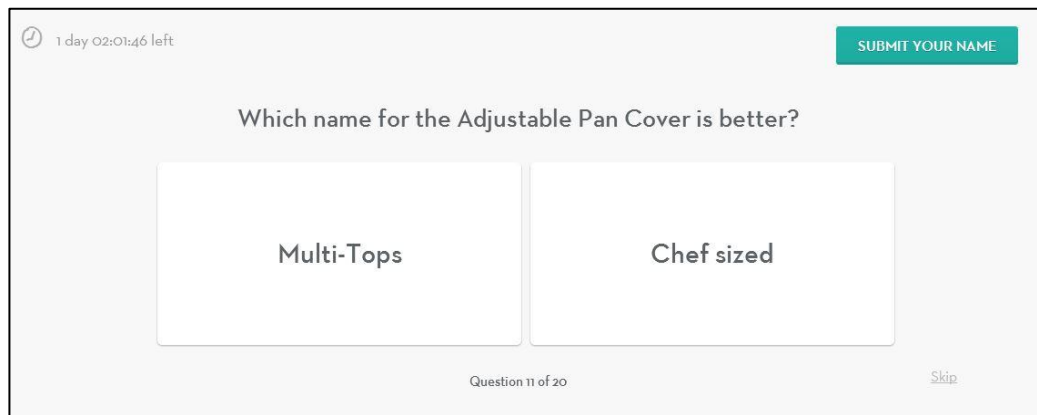 1 day 02:01:46 left
SUBMIT YOUR NAME
Which name for the Adjustable Pan Cover is better?
Multi-Tops
Chef sized
Question 11 of 20
Skip